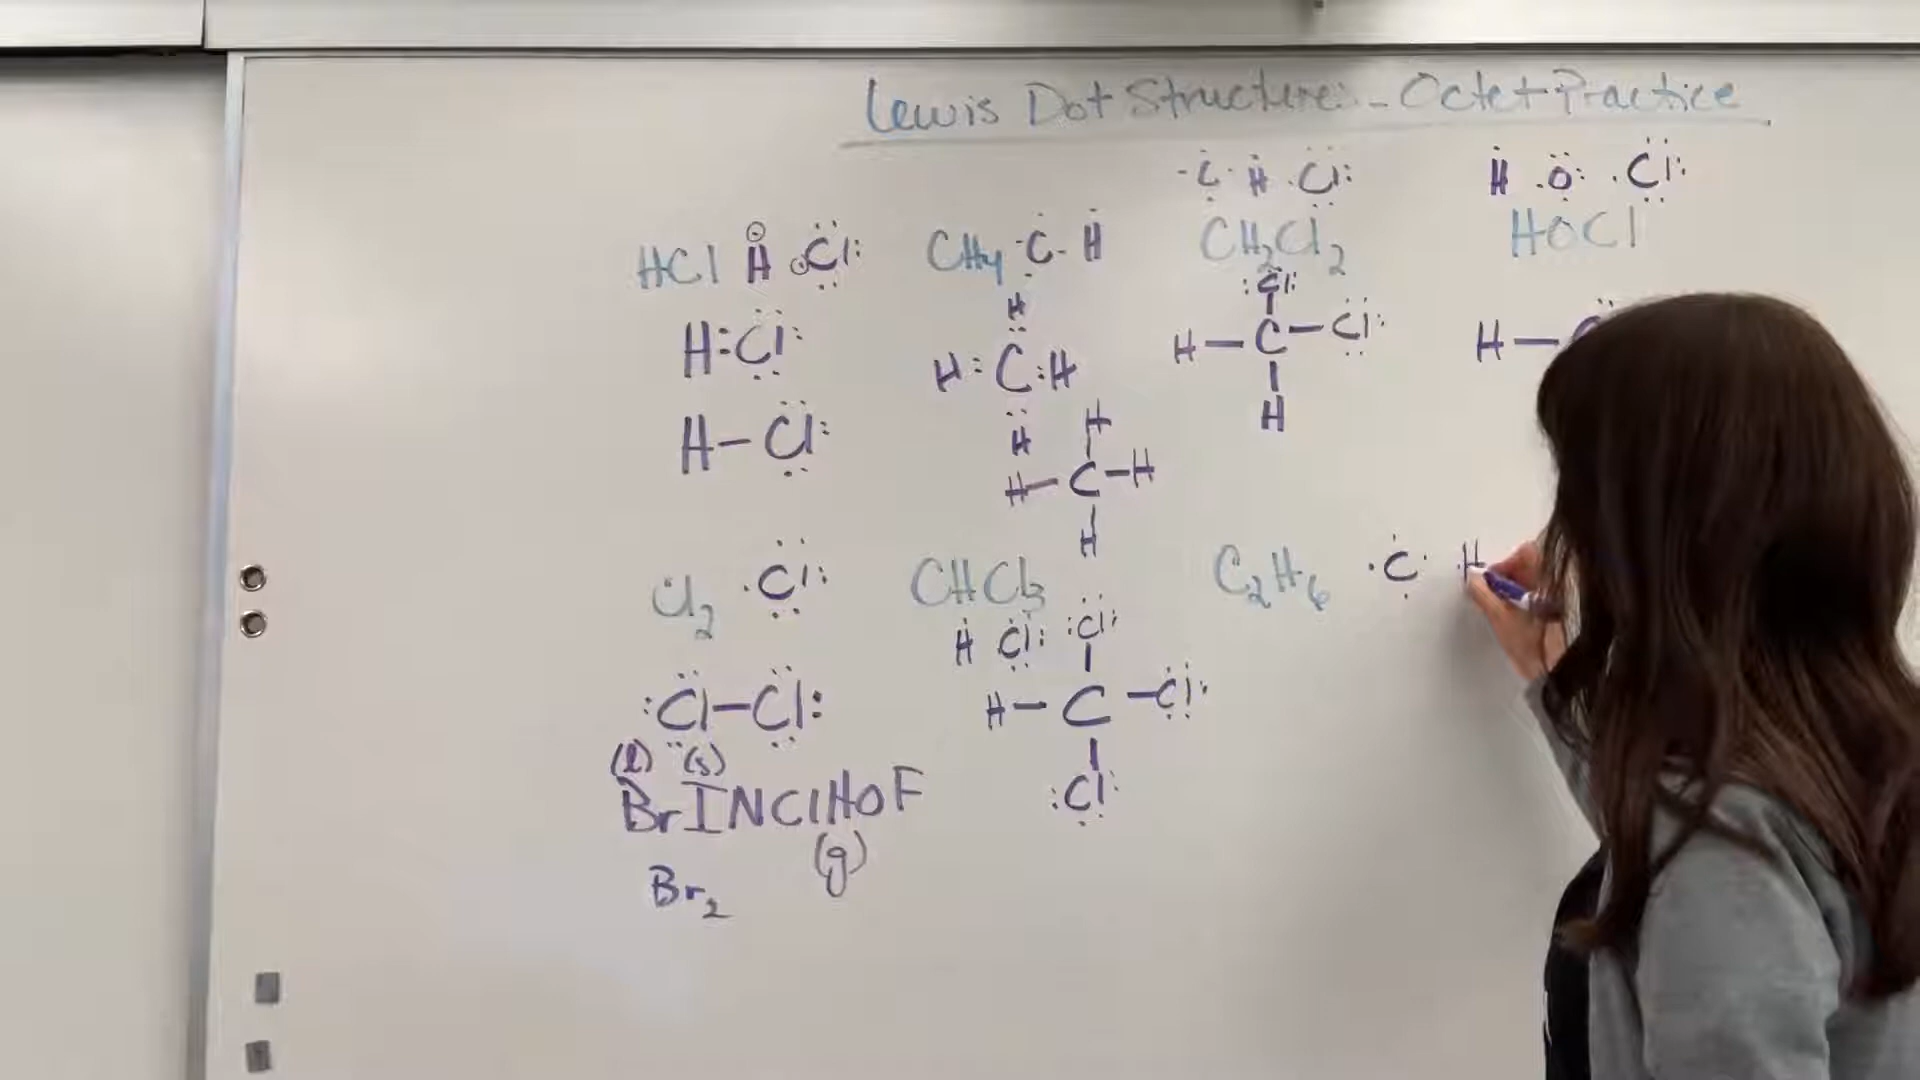 Lewis Dot Structures - Octet Practice
·C· H ·Cl:
H ·O: ·Cl:
HCl H ·Cl:
CH4 ·C· H
CH2Cl2
HOCl
H:Cl:
H
H:C:H
H
:Cl:
H—C—Cl:
H
H—
H—Cl:
H
H—C—H
H
Cl2 ·Cl:
CHCl3
H Cl: :Cl:
H—C—Cl:
:Cl:
C2H6 ·C· H
:Cl—Cl:
(l) (s)
BrINClHOF
(g)
Br2